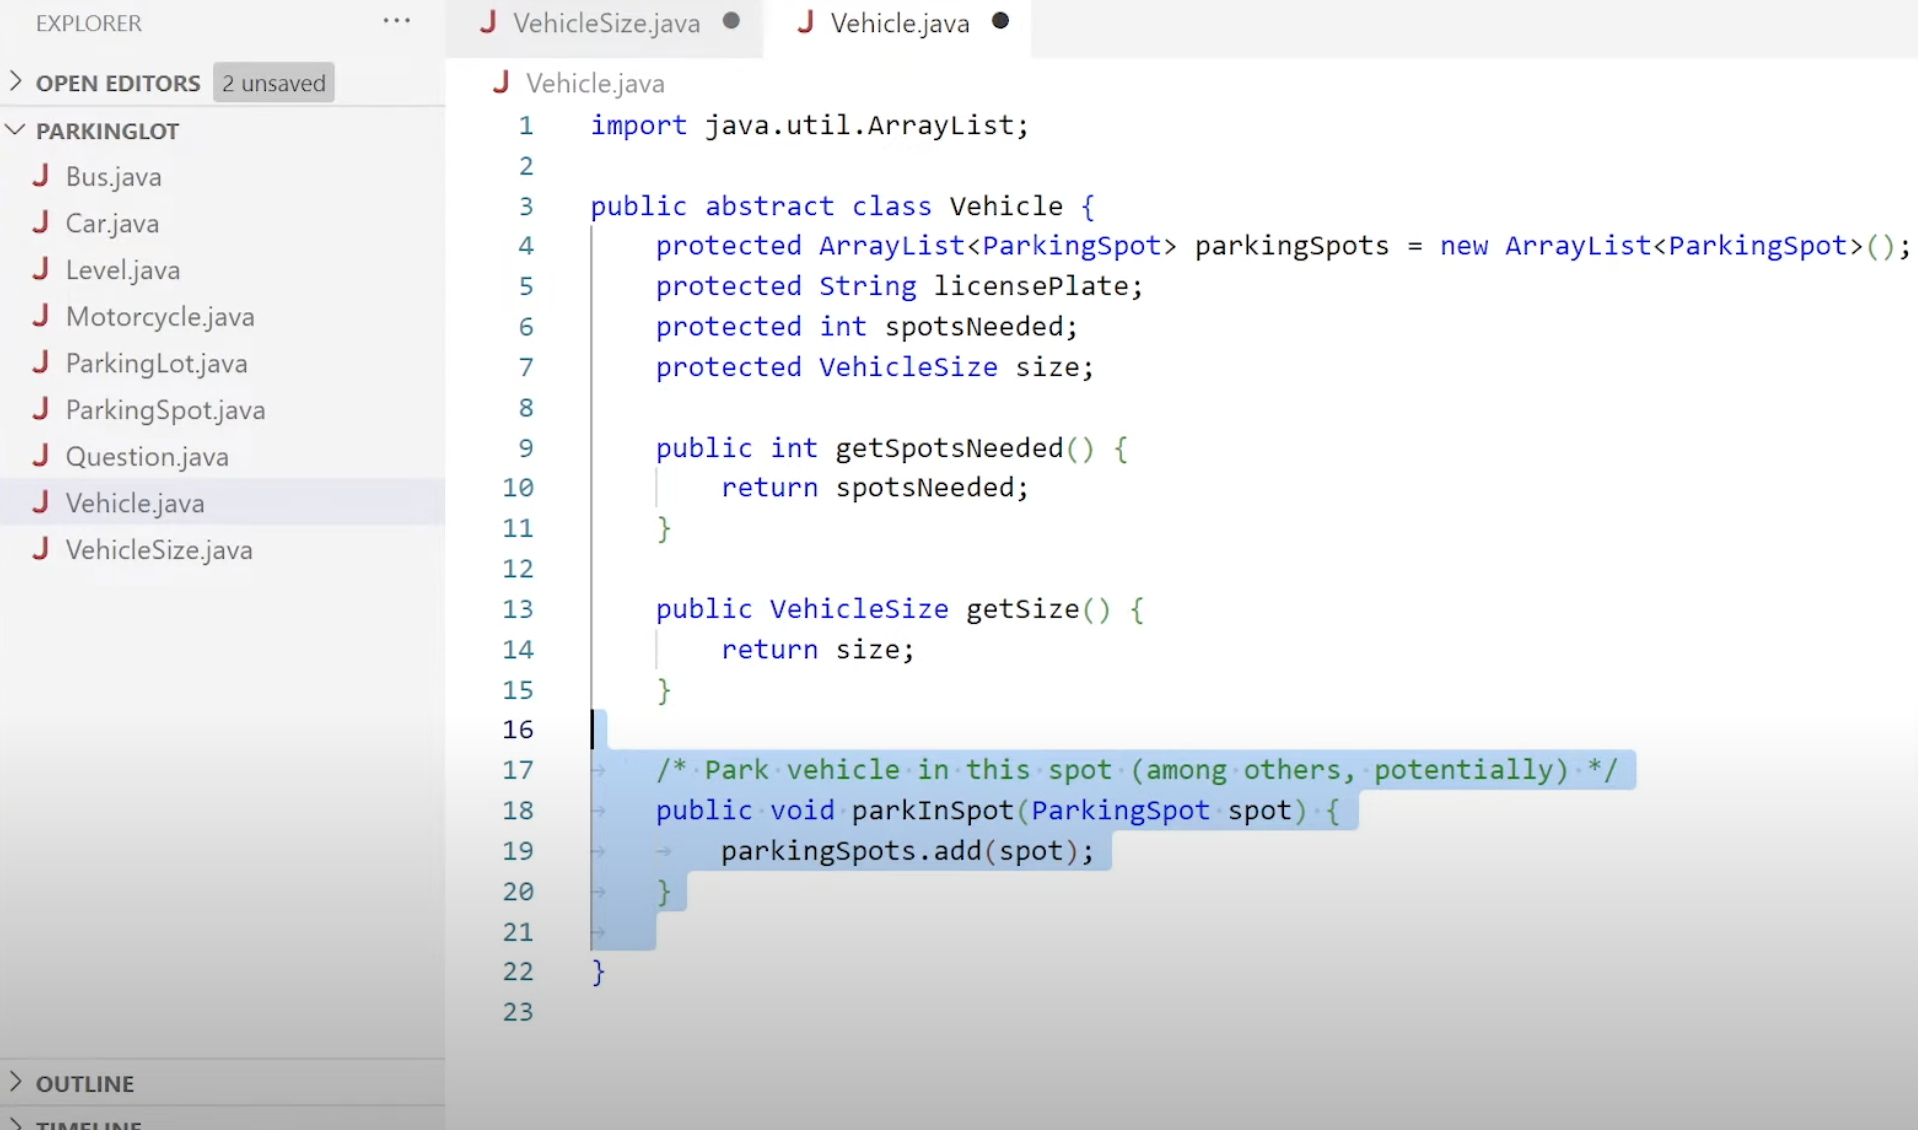 EXPLORER
···
OPEN EDITORS 2 unsaved
PARKINGLOT
J Bus.java
J Car.java
J Level.java
J Motorcycle.java
J ParkingLot.java
J ParkingSpot.java
J Question.java
J Vehicle.java
J VehicleSize.java
OUTLINE
TIMELINE
J VehicleSize.java
J Vehicle.java
J Vehicle.java
1 import java.util.ArrayList;
2
3 public abstract class Vehicle {
4     protected ArrayList<ParkingSpot> parkingSpots = new ArrayList<ParkingSpot>();
5     protected String licensePlate;
6     protected int spotsNeeded;
7     protected VehicleSize size;
8
9     public int getSpotsNeeded() {
10         return spotsNeeded;
11     }
12
13     public VehicleSize getSize() {
14         return size;
15     }
16
17     /* Park vehicle in this spot (among others, potentially) */
18     public void parkInSpot(ParkingSpot spot) {
19         parkingSpots.add(spot);
20     }
21
22 }
23